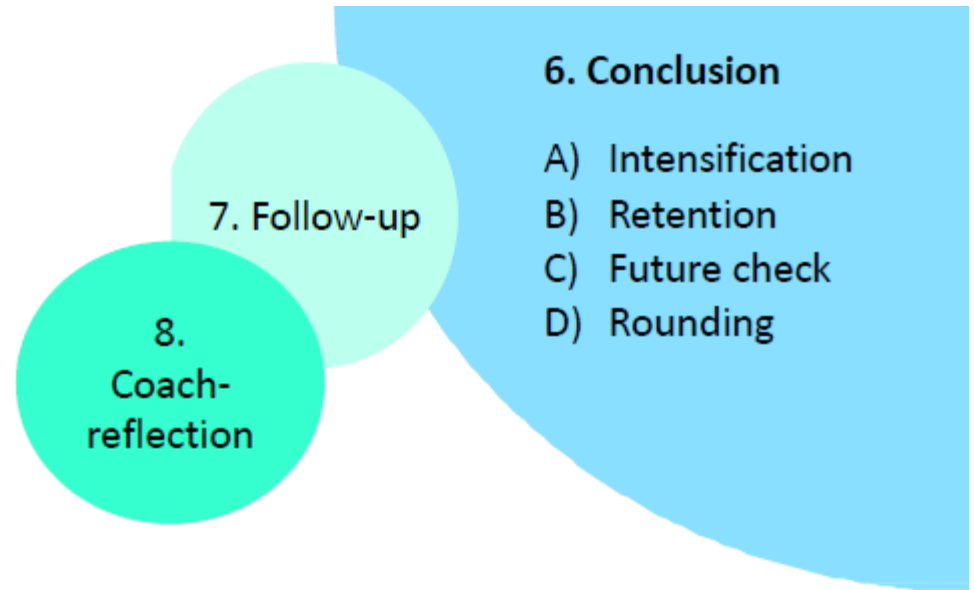 6. Conclusion
A) Intensification
B) Retention
C) Future check
D) Rounding
7. Follow-up
8.
Coach-
reflection